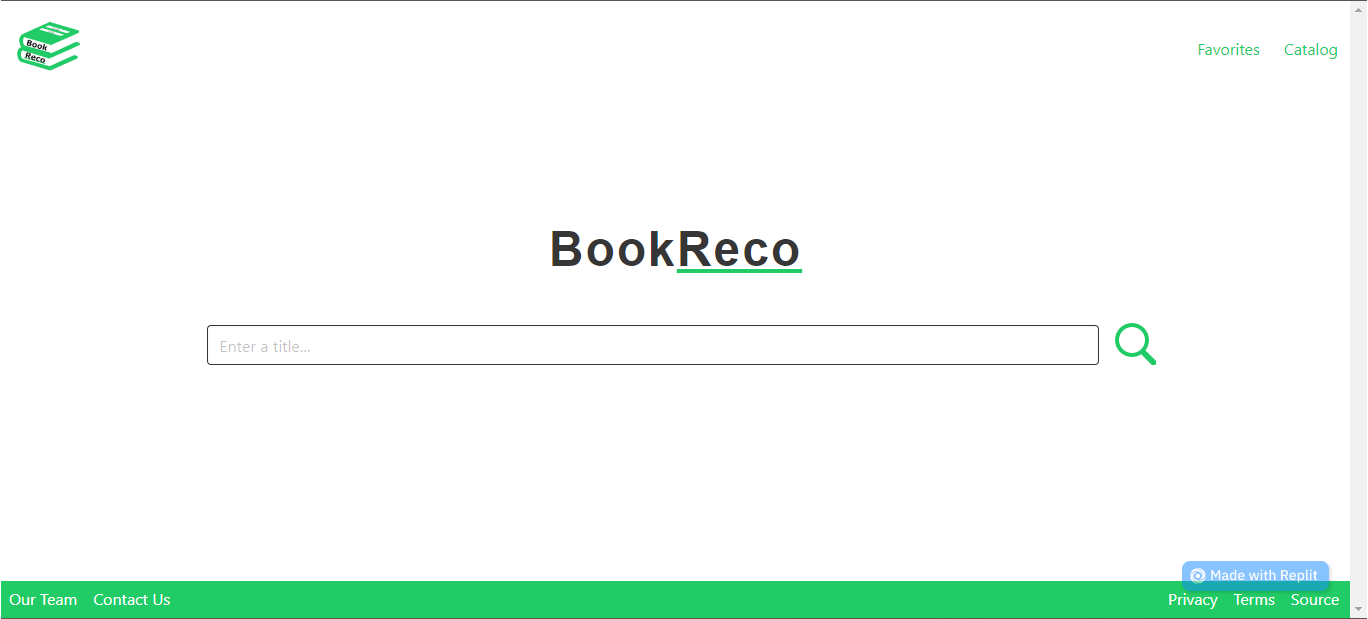 Book
Reco
Favorites Catalog
BookReco
Enter a title...
Made with Replit
Our Team Contact Us Privacy Terms Source